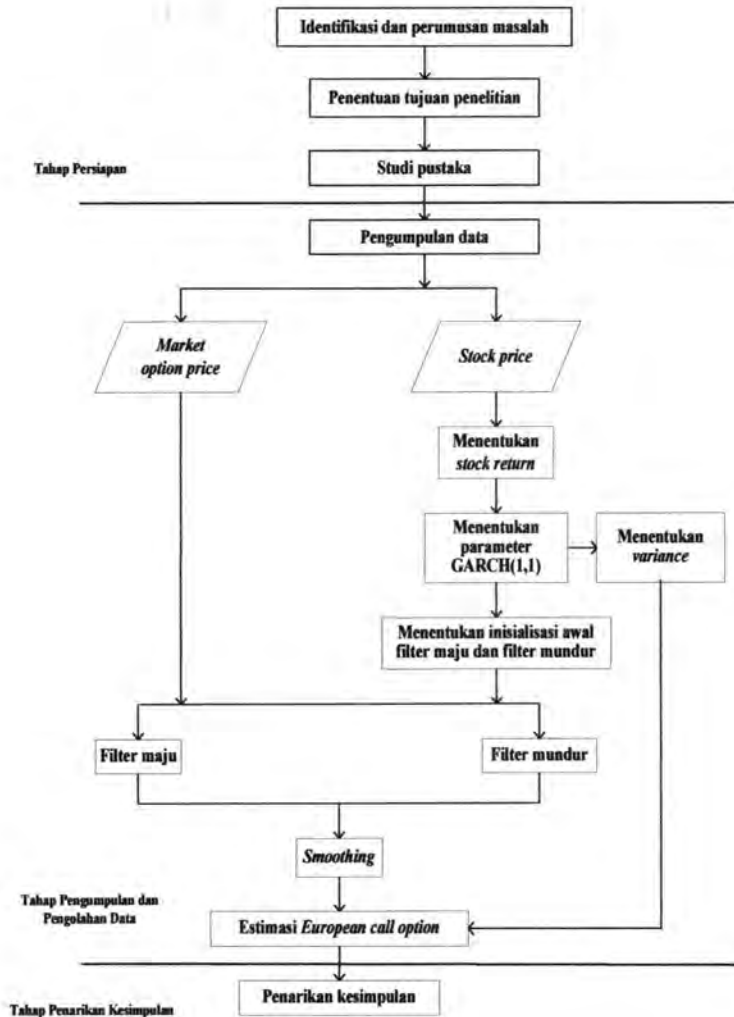 Identifikasi dan perumusan masalah
Penentuan tujuan penelitian
Tahap Persiapan
Studi pustaka
Pengumpulan data
Market
option price
Stock price
Menentukan
stock return
Menentukan
parameter
GARCH(1,1)
Menentukan
variance
Menentukan inisialisasi awal
filter maju dan filter mundur
Filter maju
Filter mundur
Smoothing
Tahap Pengumpulan dan
Pengolahan Data
Estimasi European call option
Penarikan kesimpulan
Tahap Penarikan Kesimpulan